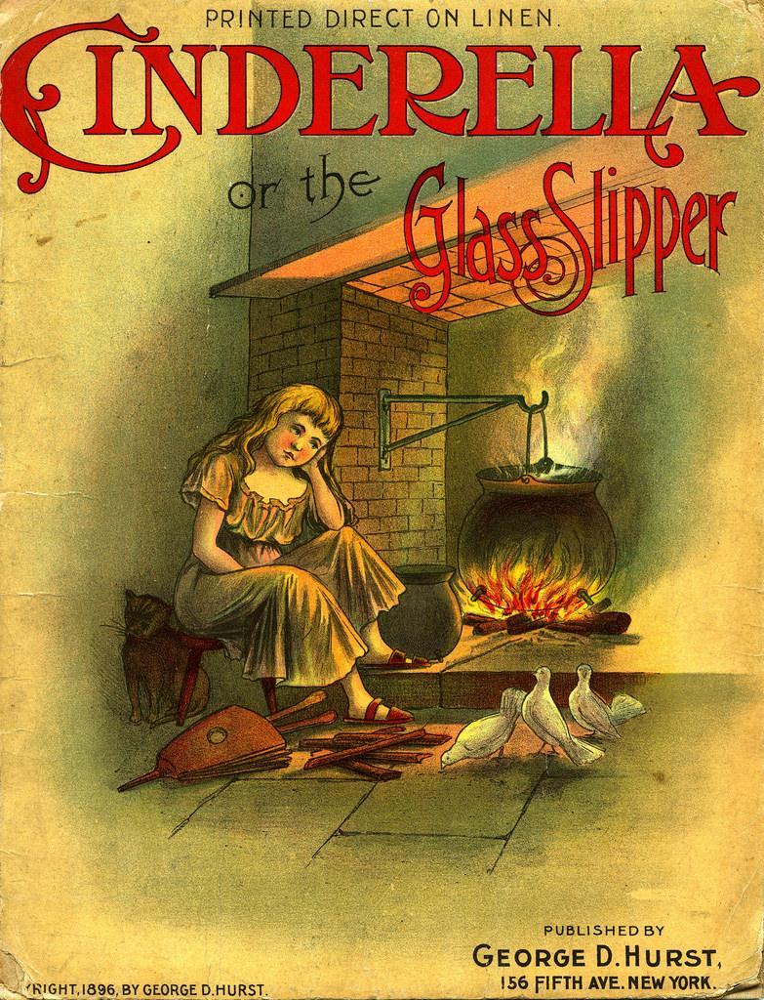 PRINTED DIRECT ON LINEN.
CINDERELLA
or the
Glass Slipper
PUBLISHED BY
GEORGE D. HURST,
156 FIFTH AVE. NEW YORK.
RIGHT, 1896, BY GEORGE D. HURST.